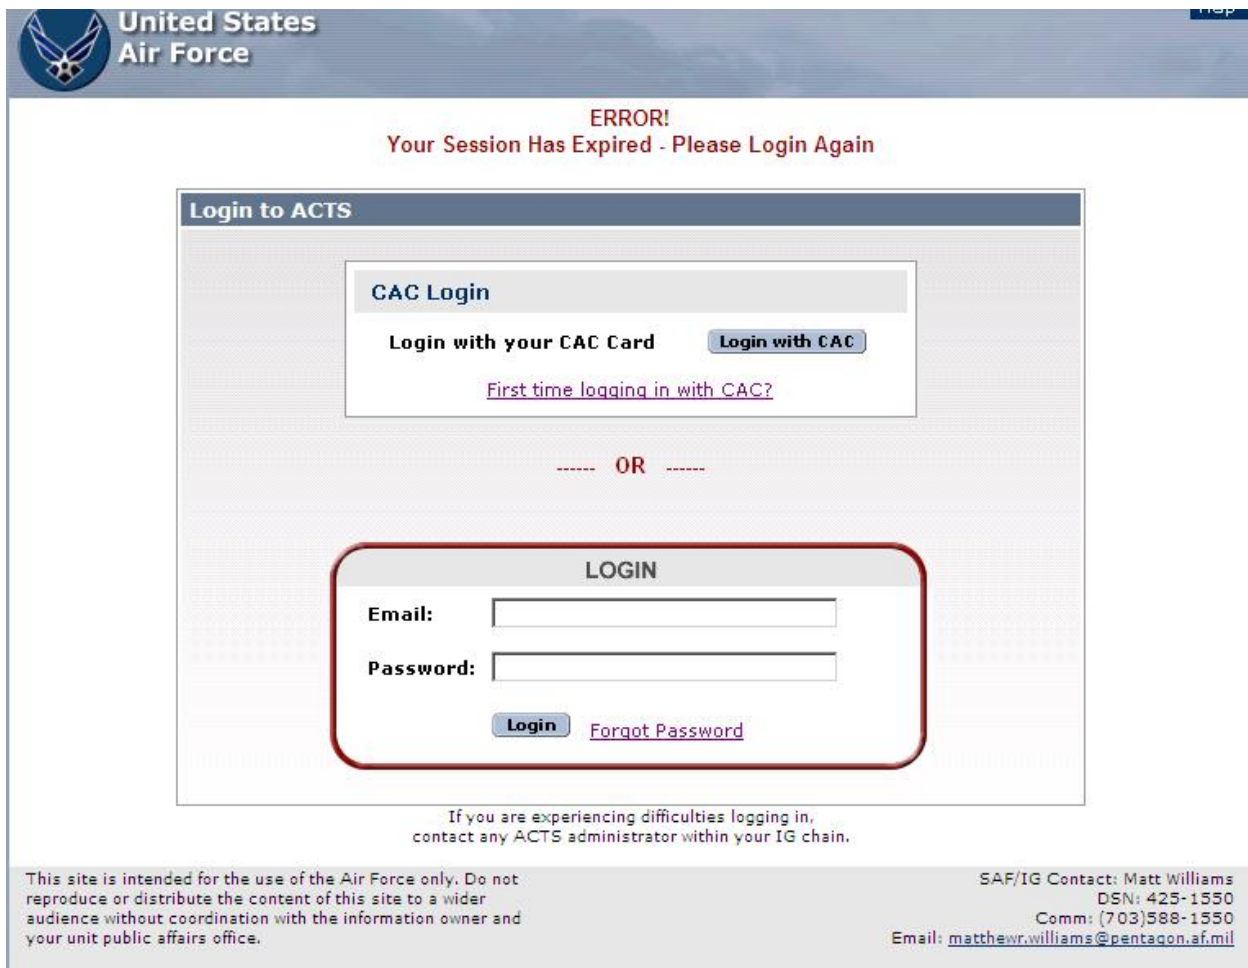 United States
Air Force
Help
ERROR!
Your Session Has Expired - Please Login Again
Login to ACTS
CAC Login
Login with your CAC Card
Login with CAC
First time logging in with CAC?
------ OR ------
LOGIN
Email:
Password:
Login
Forgot Password
If you are experiencing difficulties logging in,
contact any ACTS administrator within your IG chain.
This site is intended for the use of the Air Force only. Do not
reproduce or distribute the content of this site to a wider
audience without coordination with the information owner and
your unit public affairs office.
SAF/IG Contact: Matt Williams
DSN: 425-1550
Comm: (703)588-1550
Email: matthewr.williams@pentagon.af.mil